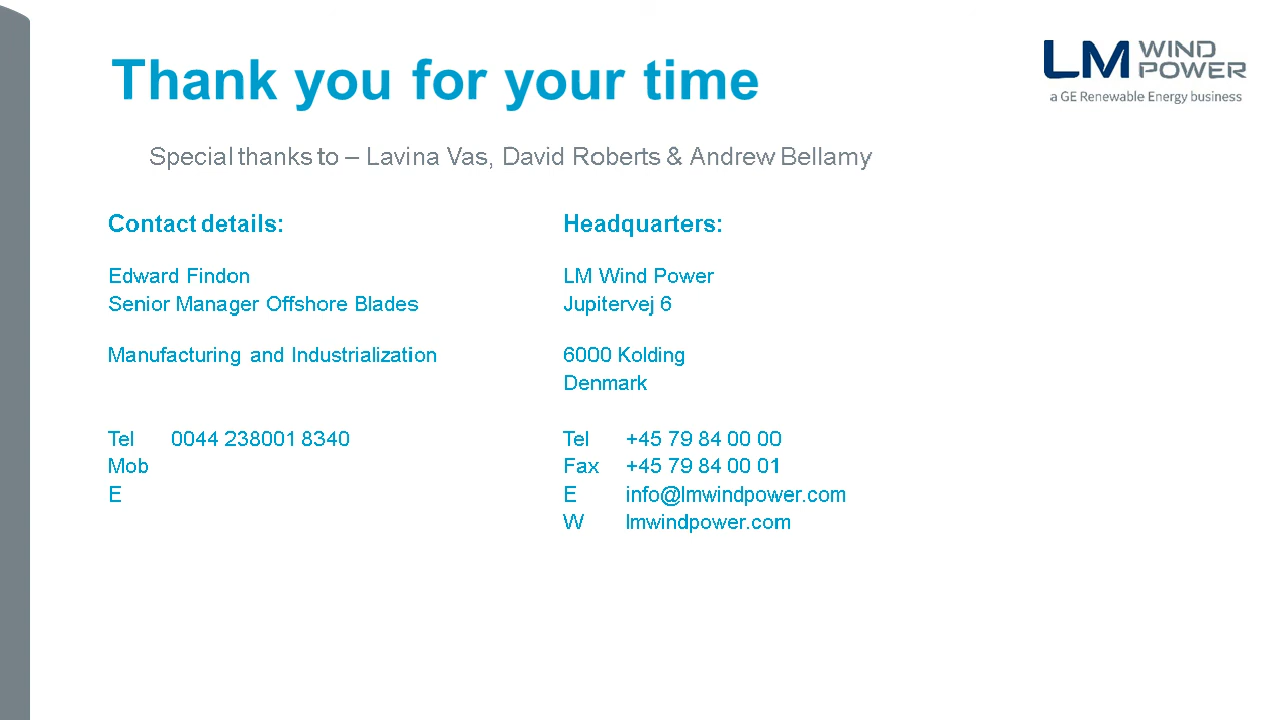 Thank you for your time
LM WIND POWER
a GE Renewable Energy business
Special thanks to – Lavina Vas, David Roberts & Andrew Bellamy
Contact details:
Edward Findon
Senior Manager Offshore Blades
Manufacturing and Industrialization
Tel 0044 238001 8340
Mob
E
Headquarters:
LM Wind Power
Jupitervej 6
6000 Kolding
Denmark
Tel +45 79 84 00 00
Fax +45 79 84 00 01
E info@lmwindpower.com
W lmwindpower.com